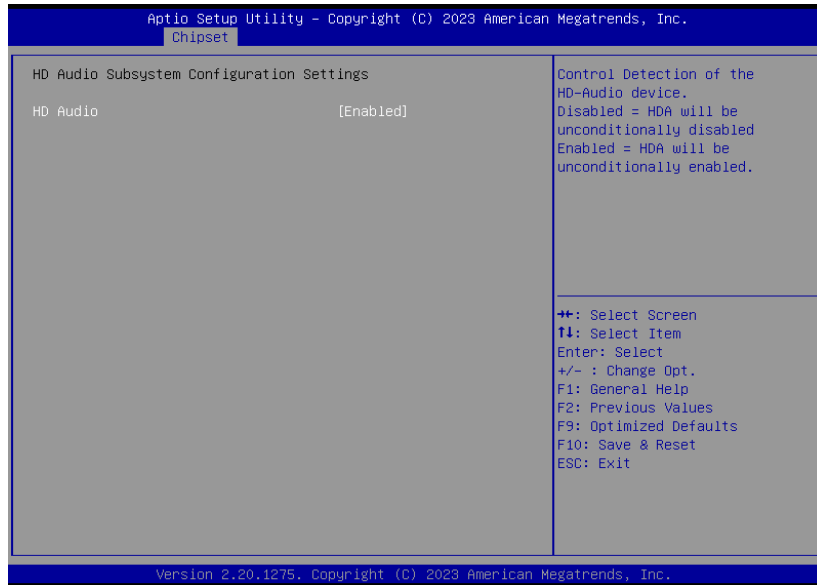 Aptio Setup Utility – Copyright (C) 2023 American Megatrends, Inc.
Chipset
HD Audio Subsystem Configuration Settings
HD Audio [Enabled]
Control Detection of the
HD-Audio device.
Disabled = HDA will be
unconditionally disabled
Enabled = HDA will be
unconditionally enabled.
→←: Select Screen
↑↓: Select Item
Enter: Select
+/- : Change Opt.
F1: General Help
F2: Previous Values
F9: Optimized Defaults
F10: Save & Reset
ESC: Exit
Version 2.20.1275. Copyright (C) 2023 American Megatrends, Inc.